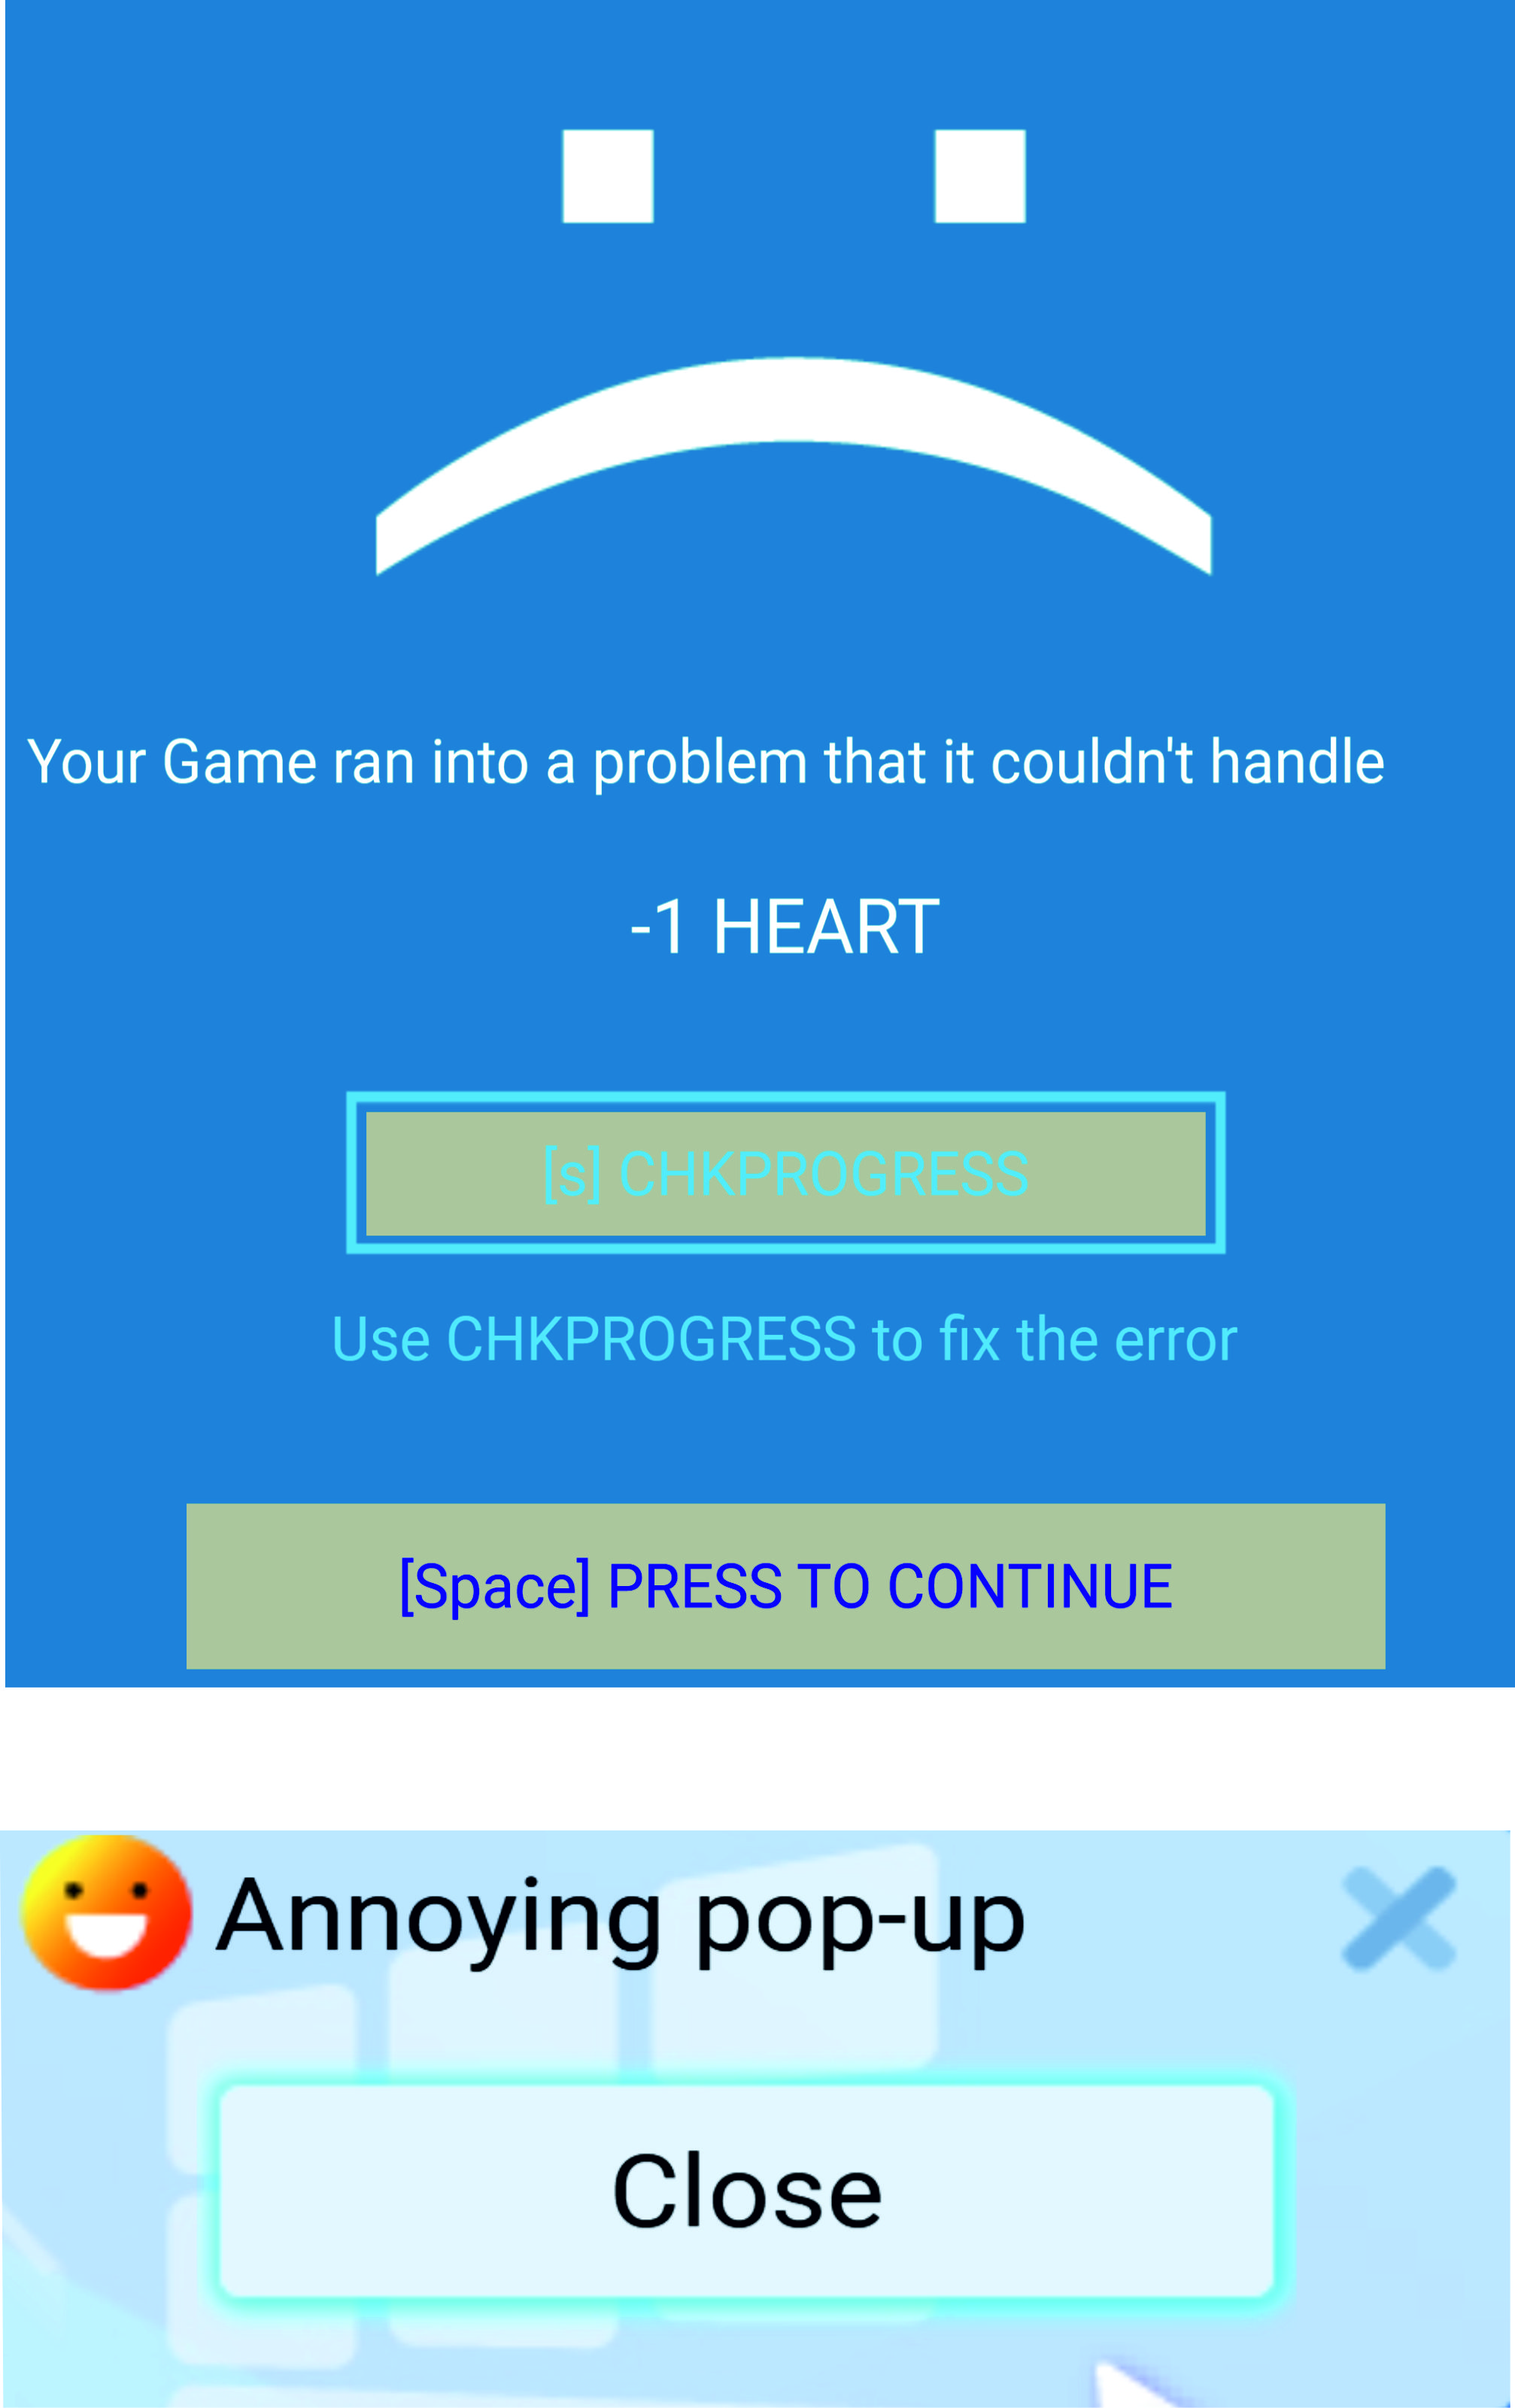 Your Game ran into a problem that it couldn't handle
-1 HEART
[s] CHKPROGRESS
Use CHKPROGRESS to fix the error
[Space] PRESS TO CONTINUE
Annoying pop-up
Close